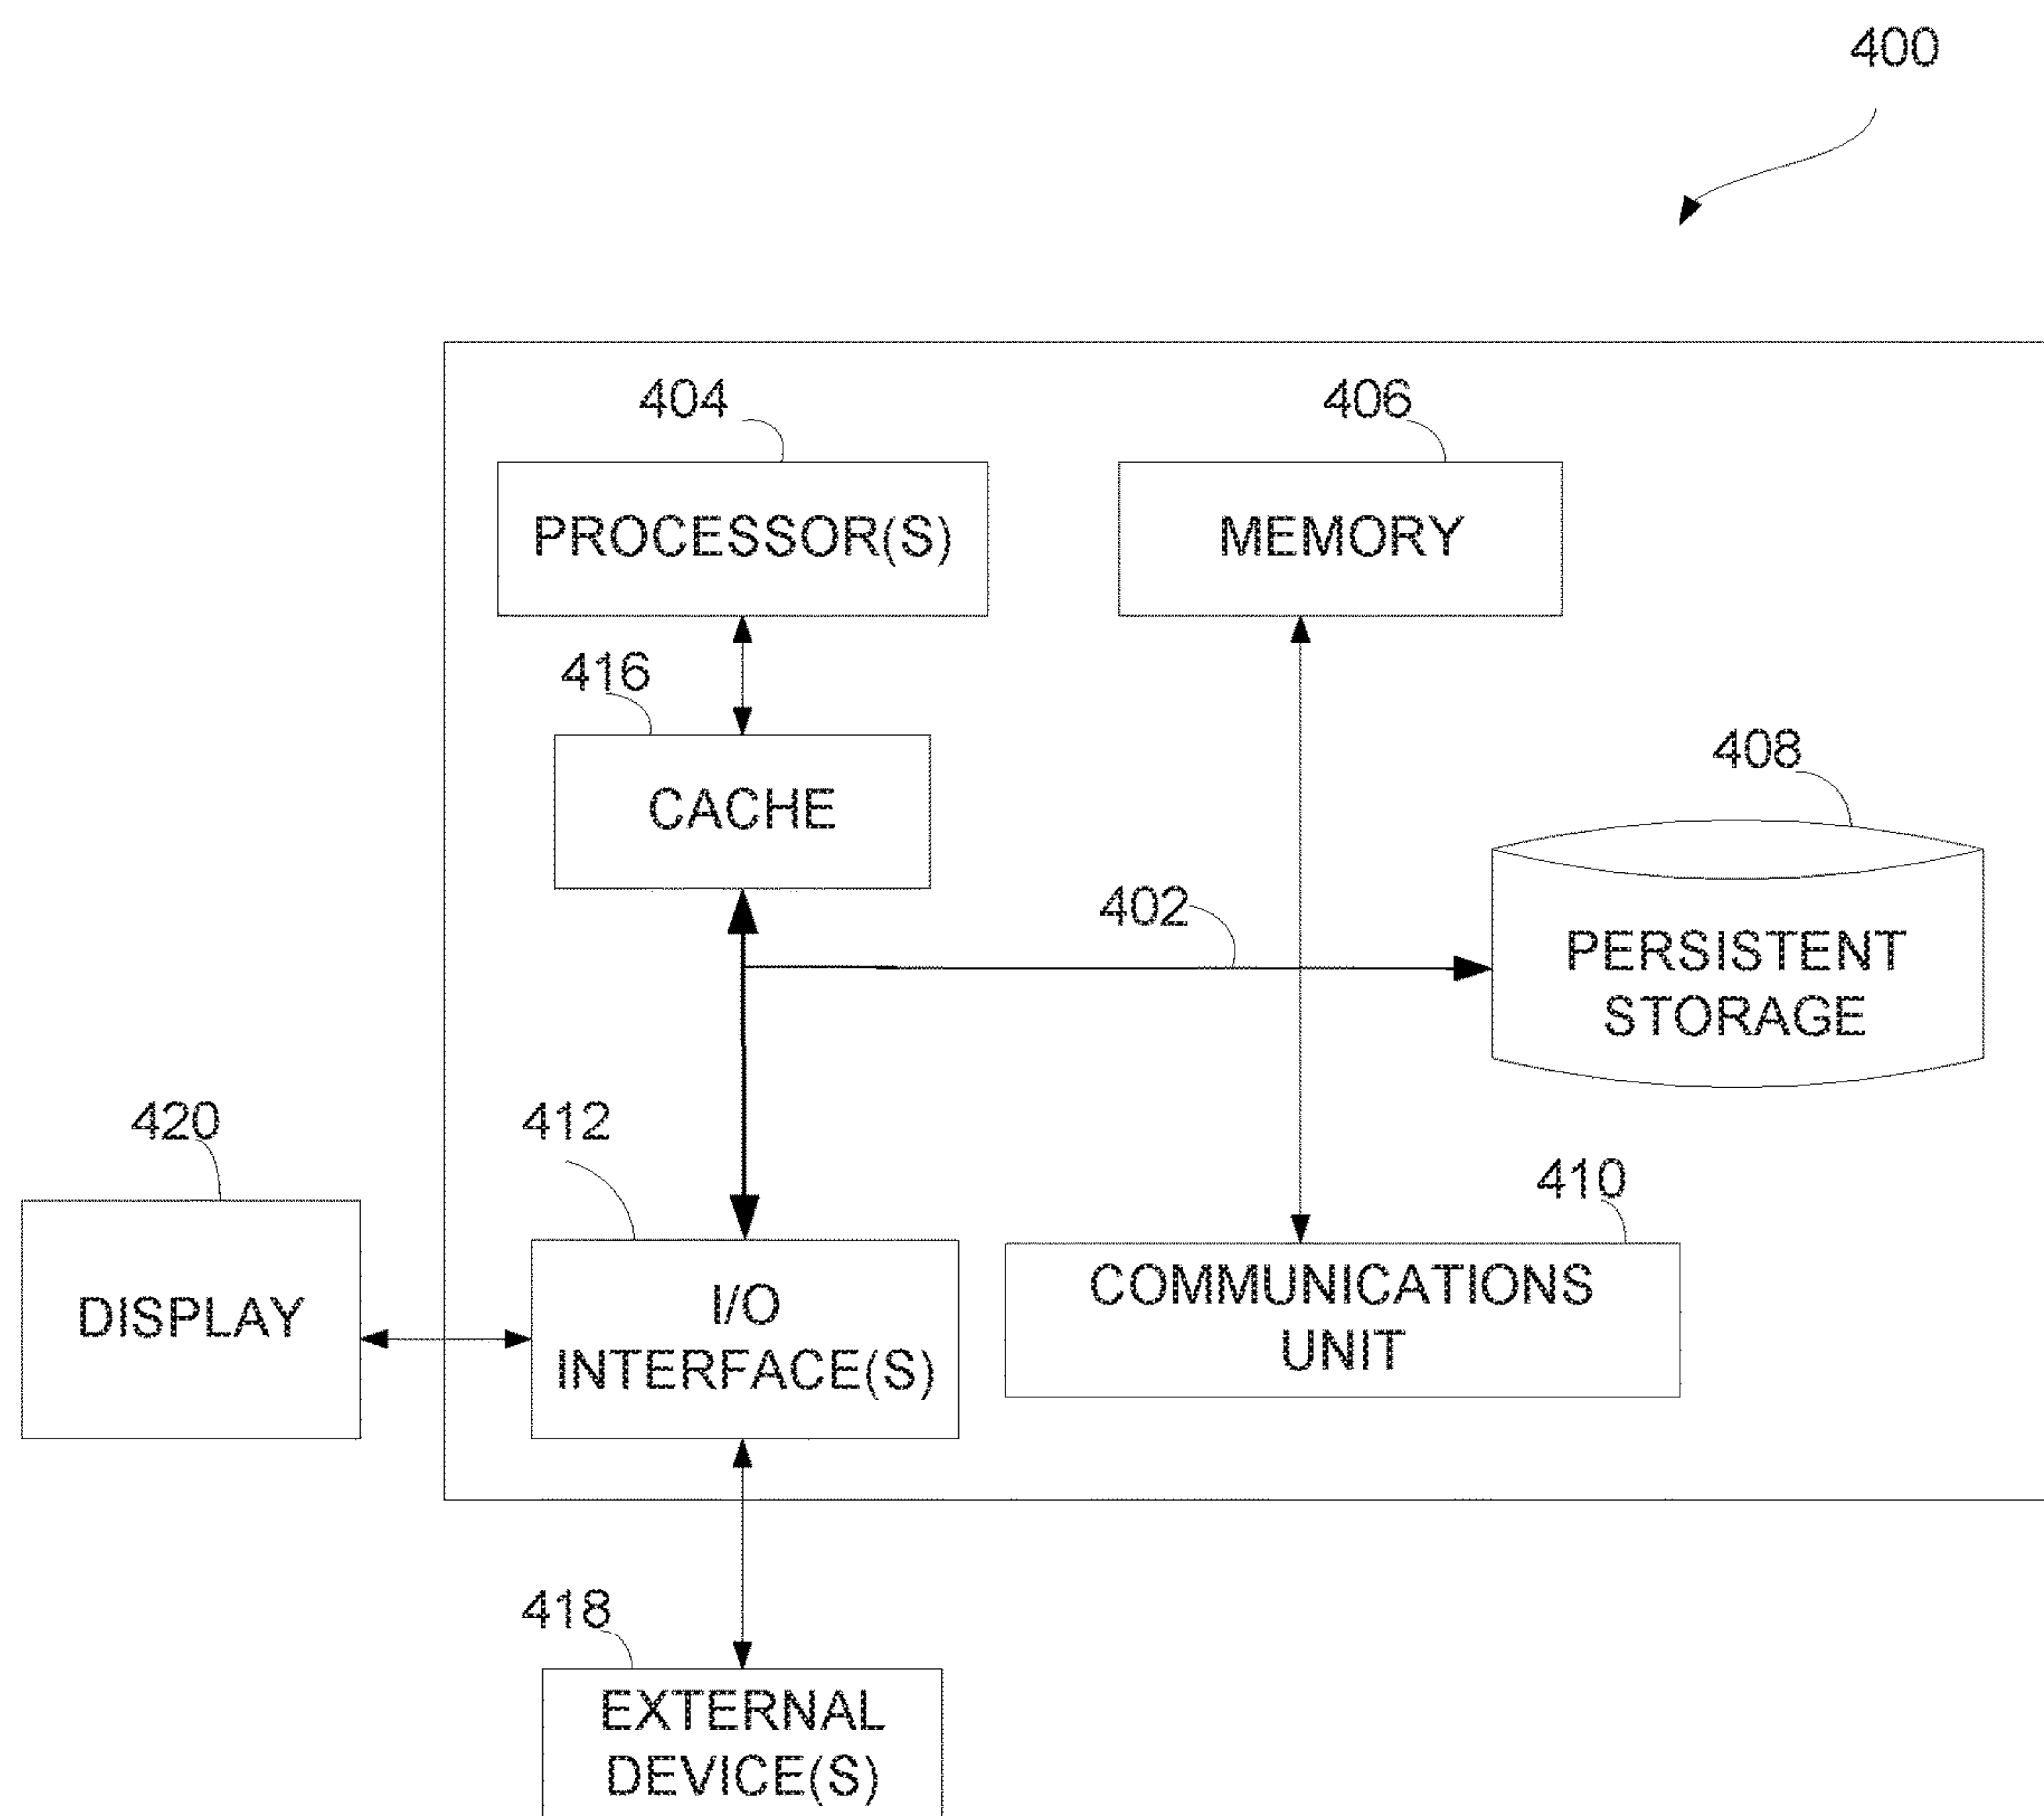 400
404
406
PROCESSOR(S)
MEMORY
416
CACHE
408
402
PERSISTENT
STORAGE
420
412
410
DISPLAY
I/O
INTERFACE(S)
COMMUNICATIONS
UNIT
418
EXTERNAL
DEVICE(S)